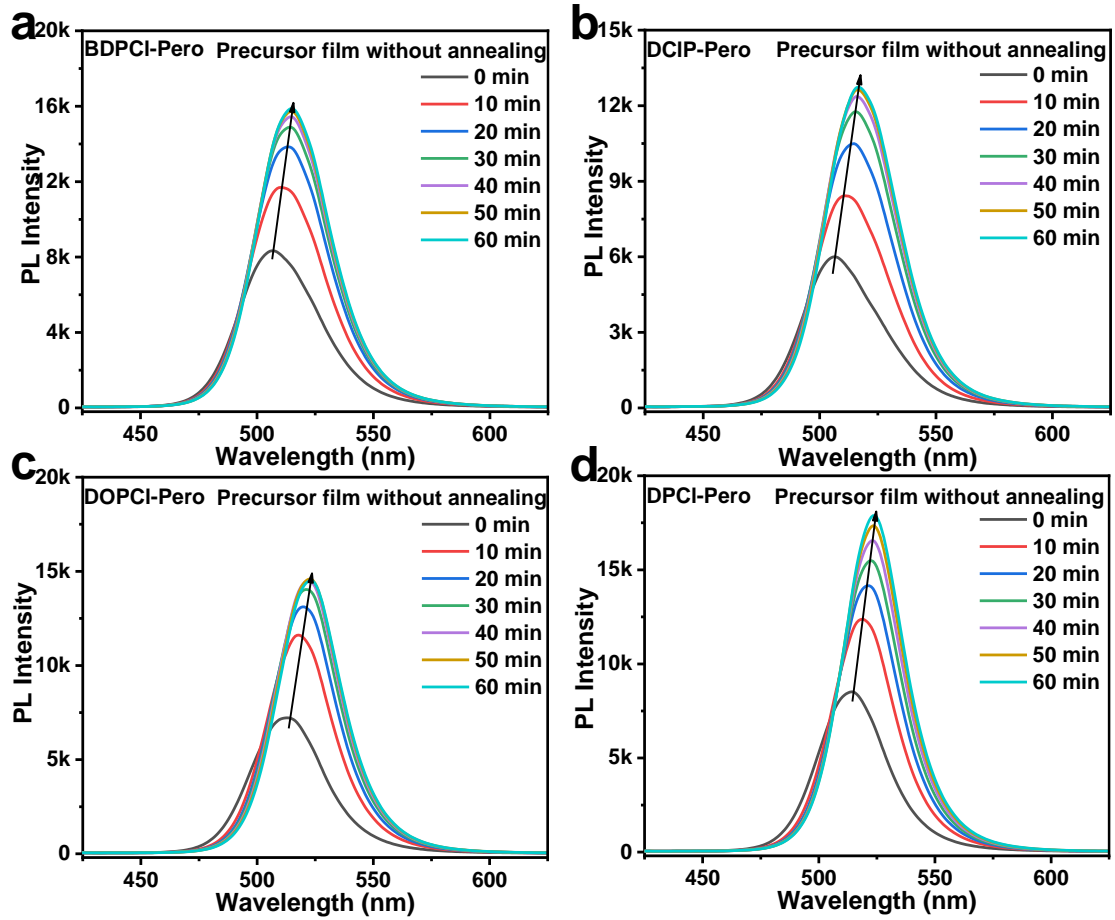 a
BDPCI-Pero Precursor film without annealing
0 min
10 min
20 min
30 min
40 min
50 min
60 min
20k
16k
12k
8k
4k
0
PL Intensity
450 500 550 600
Wavelength (nm)
b
DCIP-Pero Precursor film without annealing
0 min
10 min
20 min
30 min
40 min
50 min
60 min
15k
12k
9k
6k
3k
0
PL Intensity
450 500 550 600
Wavelength (nm)
c
DOPCI-Pero Precursor film without annealing
0 min
10 min
20 min
30 min
40 min
50 min
60 min
20k
15k
10k
5k
0
PL Intensity
450 500 550 600
Wavelength (nm)
d
DPCI-Pero Precursor film without annealing
0 min
10 min
20 min
30 min
40 min
50 min
60 min
20k
15k
10k
5k
0
PL Intensity
450 500 550 600
Wavelength (nm)